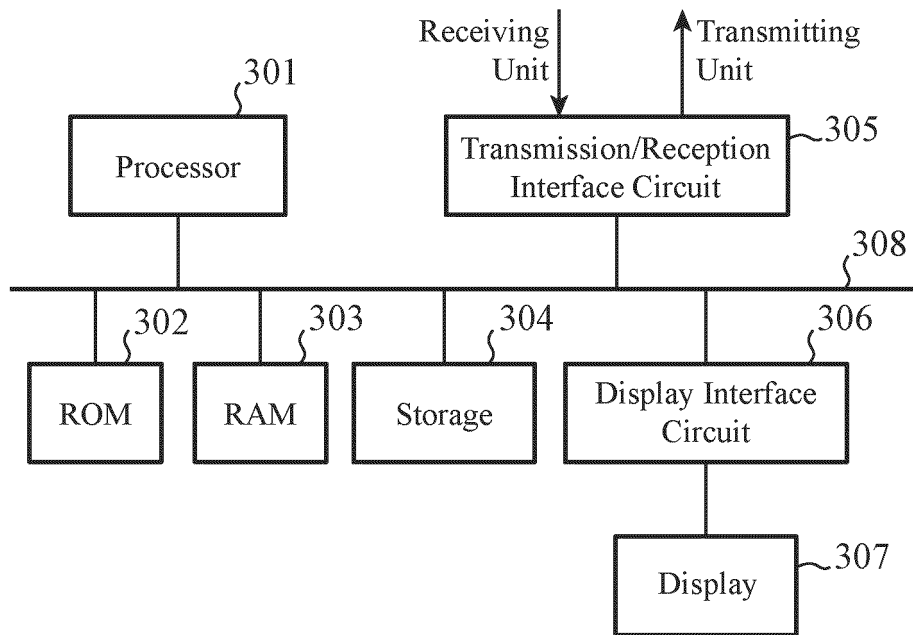 Receiving
Unit
Transmitting
Unit
301
305
Processor
Transmission/Reception
Interface Circuit
308
302
303
304
306
ROM
RAM
Storage
Display Interface
Circuit
307
Display